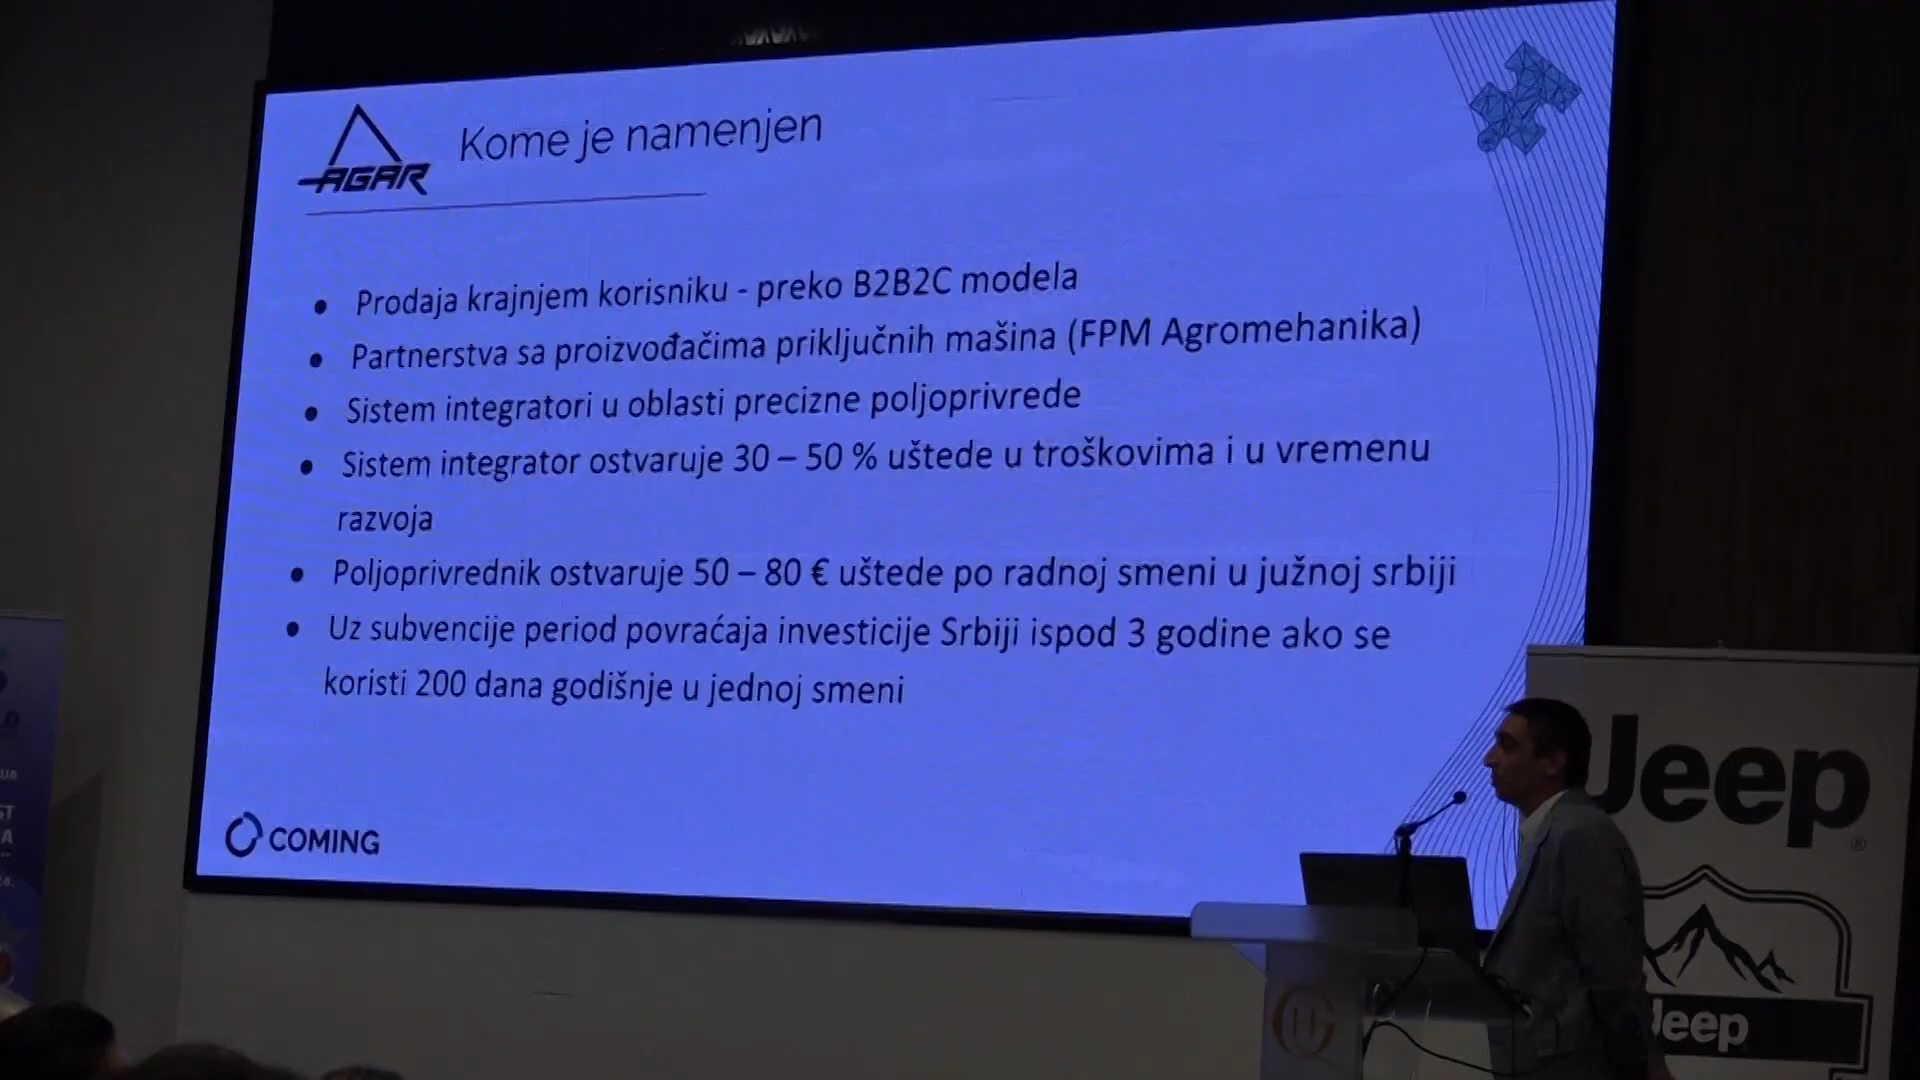 AGAR
Kome je namenjen
Prodaja krajnjem korisniku - preko B2B2C modela
Partnerstva sa proizvođačima priključnih mašina (FPM Agromehanika)
Sistem integratori u oblasti precizne poljoprivrede
Sistem integrator ostvaruje 30 – 50 % uštede u troškovima i u vremenu
razvoja
Poljoprivrednik ostvaruje 50 – 80 € uštede po radnoj smeni u južnoj srbiji
Uz subvencije period povraćaja investicije Srbiji ispod 3 godine ako se
koristi 200 dana godišnje u jednoj smeni
COMING
Jeep
Jeep